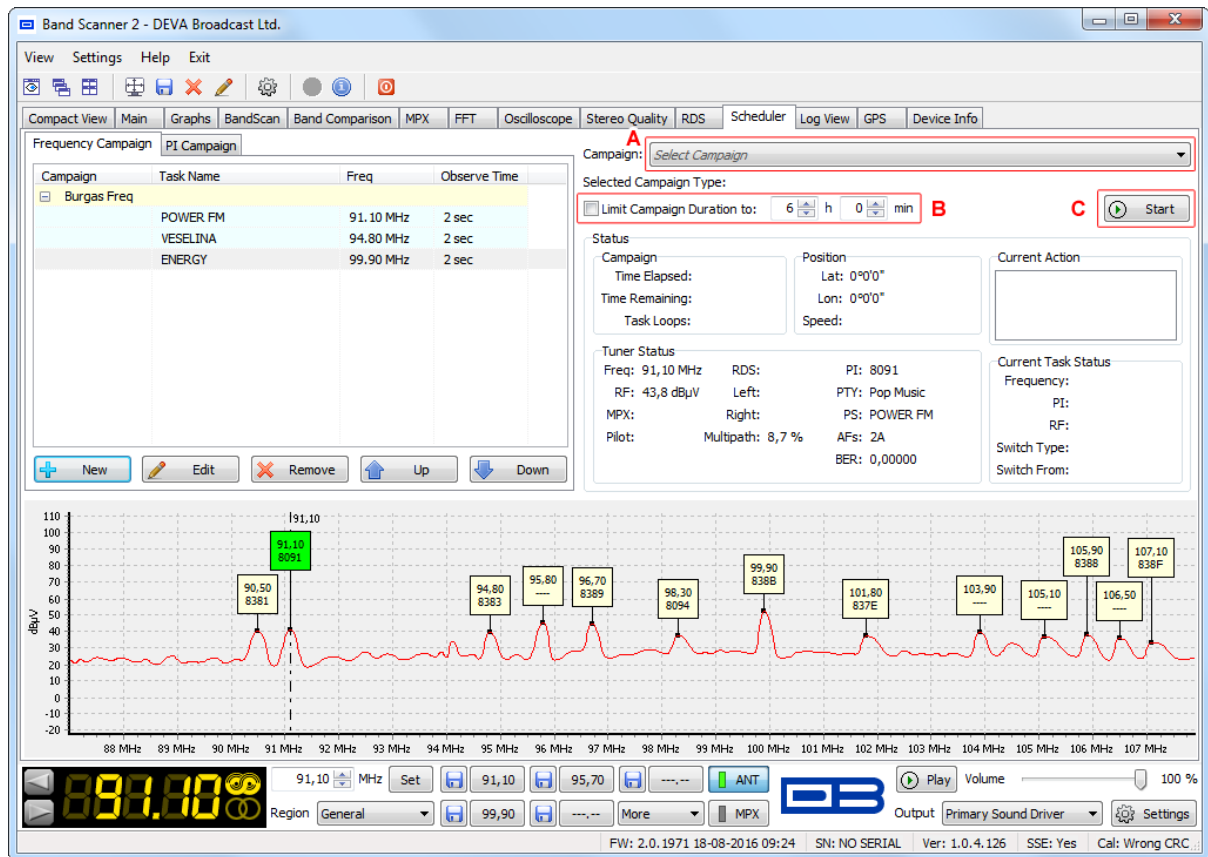 Band Scanner 2 - DEVA Broadcast Ltd.
View Settings Help Exit
Compact View Main Graphs BandScan Band Comparison MPX FFT Oscilloscope Stereo Quality RDS Scheduler Log View GPS Device Info
Frequency Campaign PI Campaign
Campaign Task Name Freq Observe Time
Burgas Freq
POWER FM 91.10 MHz 2 sec
VESELINA 94.80 MHz 2 sec
ENERGY 99.90 MHz 2 sec
New Edit Remove Up Down
A
Campaign: Select Campaign
Selected Campaign Type:
Limit Campaign Duration to: 6 h 0 min B
C Start
Status
Campaign
Time Elapsed:
Time Remaining:
Task Loops:
Position
Lat: 0°0'0"
Lon: 0°0'0"
Speed:
Current Action
Tuner Status
Freq: 91,10 MHz RDS: PI: 8091
RF: 43,8 dBµV Left: PTY: Pop Music
MPX: Right: PS: POWER FM
Pilot: Multipath: 8,7 % AFs: 2A
BER: 0,00000
Current Task Status
Frequency:
PI:
RF:
Switch Type:
Switch From:
dBµV
110
100
90
80
70
60
50
40
30
20
10
0
-10
-20
91,10
90,50
8381
91,10
8091
94,80
8383
95,80
----
96,70
8389
98,30
8094
99,90
838B
101,80
837E
103,90
----
105,10
----
105,90
8388
106,50
----
107,10
838F
88 MHz 89 MHz 90 MHz 91 MHz 92 MHz 93 MHz 94 MHz 95 MHz 96 MHz 97 MHz 98 MHz 99 MHz 100 MHz 101 MHz 102 MHz 103 MHz 104 MHz 105 MHz 106 MHz 107 MHz
91.10
91,10 MHz Set 91,10 95,70 ---,-- ANT
Region General 99,90 ---,-- More MPX
DB
Play Volume 100 %
Output Primary Sound Driver Settings
FW: 2.0.1971 18-08-2016 09:24 SN: NO SERIAL Ver: 1.0.4.126 SSE: Yes Cal: Wrong CRC